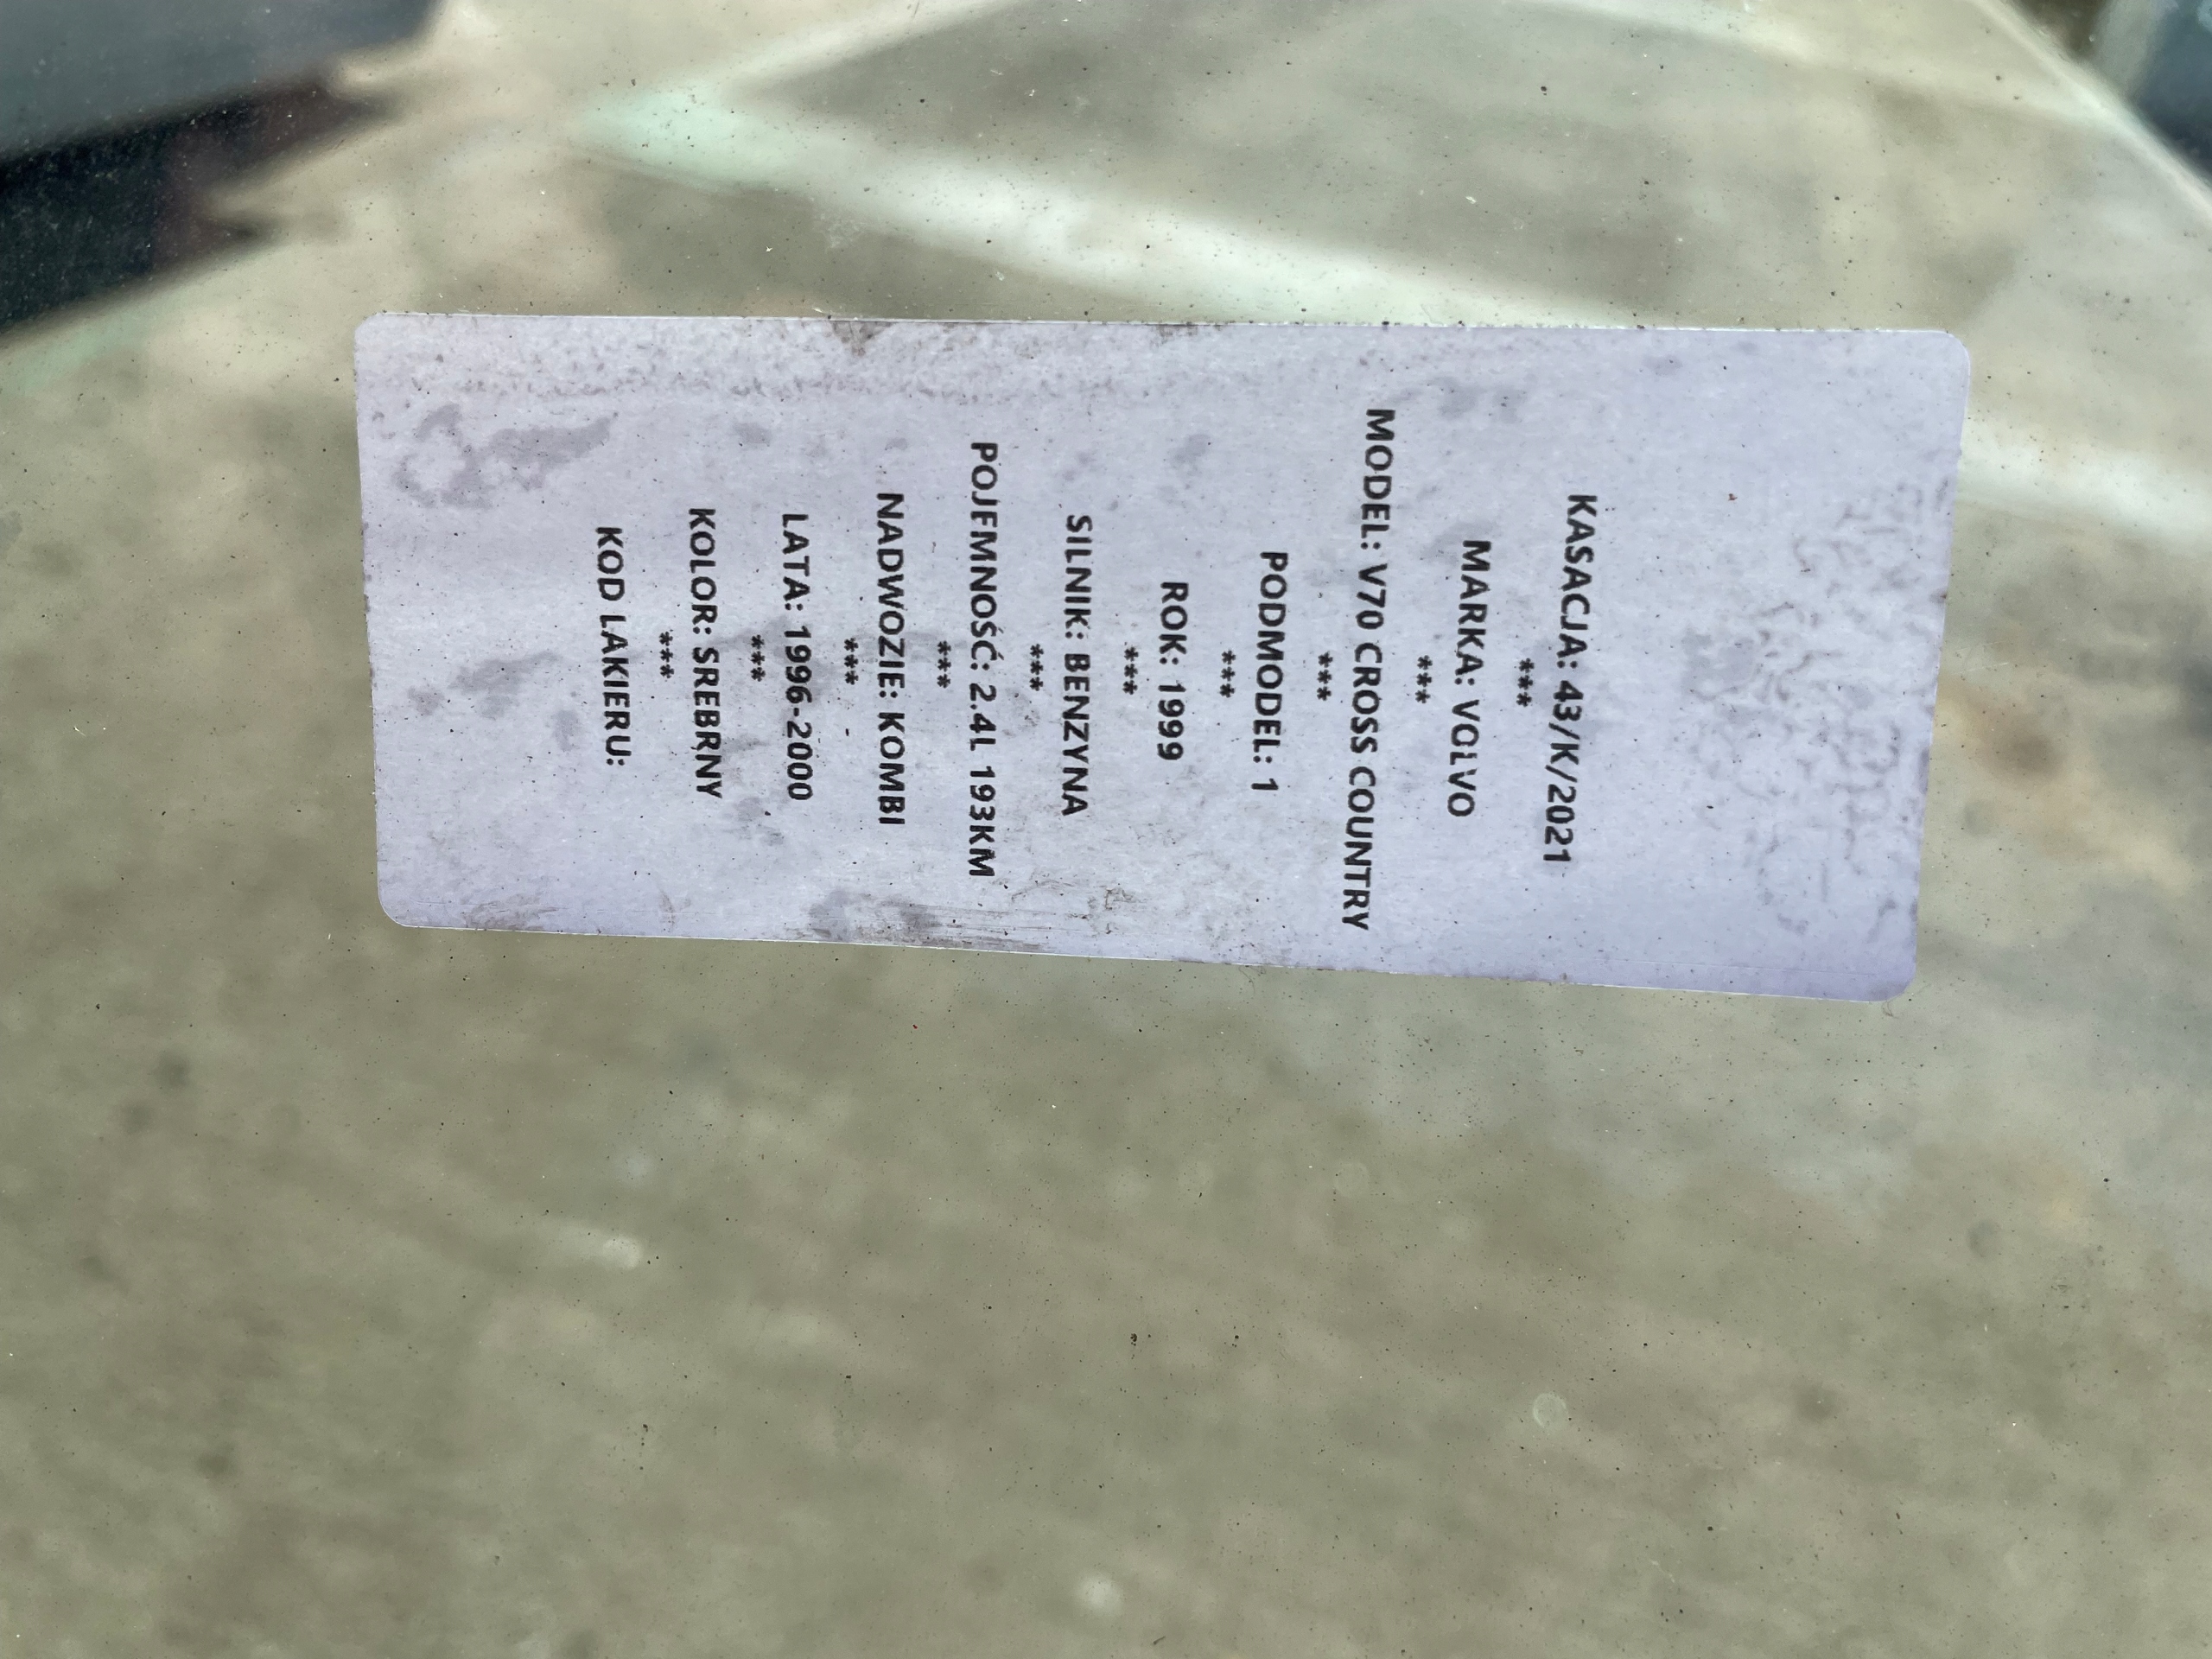 KASACJA: 43/K/2021
***
MARKA: VOLVO
***
MODEL: V70 CROSS COUNTRY
***
PODMODEL: 1
***
ROK: 1999
***
SILNIK: BENZYNA
***
POJEMNOŚĆ: 2.4L 193KM
***
NADWOZIE: KOMBI
***
LATA: 1996-2000
***
KOLOR: SREBRNY
***
KOD LAKIERU: